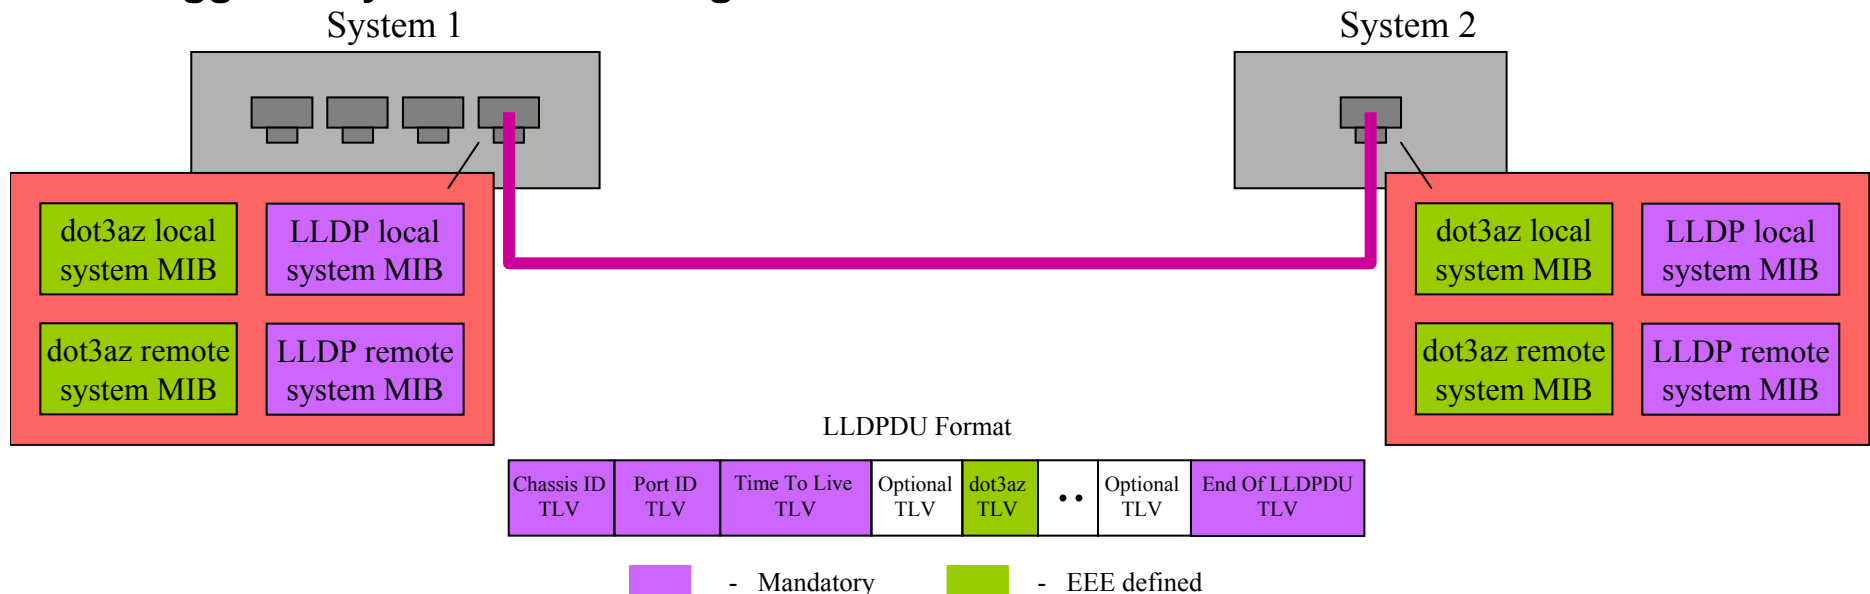 System 1
System 2
dot3az local
system MIB
LLDP local
system MIB
dot3az remote
system MIB
LLDP remote
system MIB
dot3az local
system MIB
LLDP local
system MIB
dot3az remote
system MIB
LLDP remote
system MIB
LLDPDU Format
Chassis ID
TLV
Port ID
TLV
Time To Live
TLV
Optional
TLV
dot3az
TLV
..
Optional
TLV
End Of LLDPDU
TLV
- Mandatory
- EEE defined